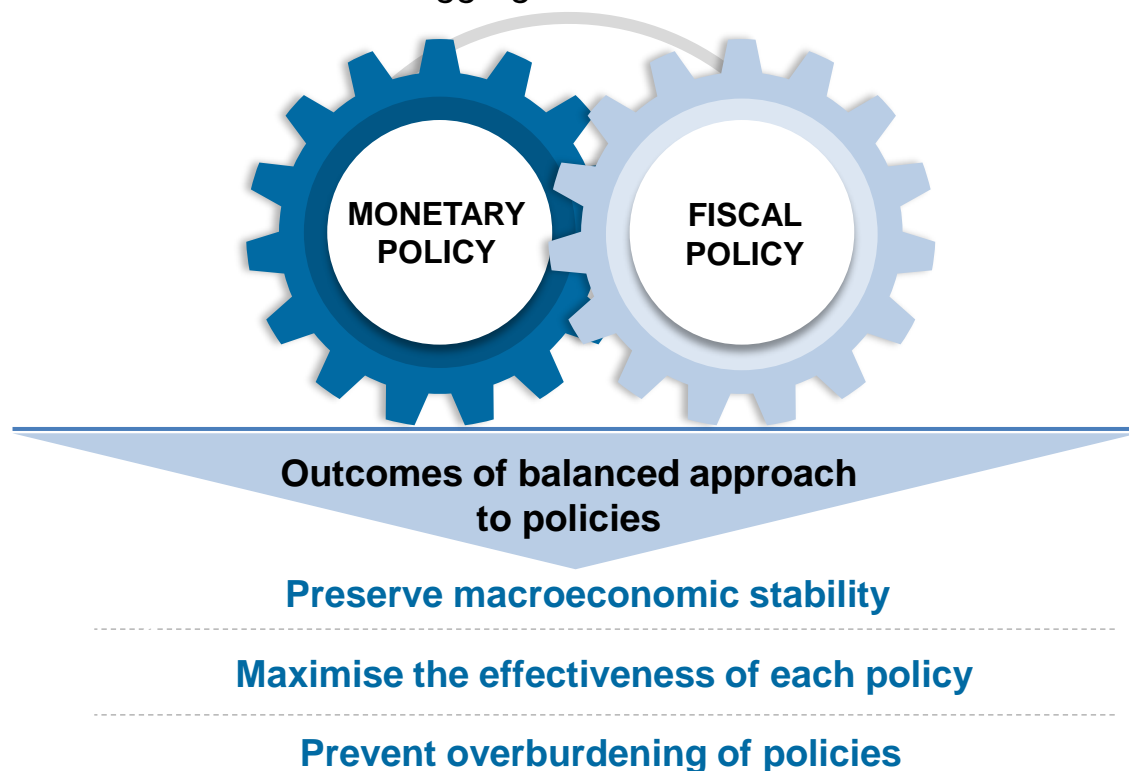 MONETARY
POLICY
FISCAL
POLICY
Outcomes of balanced approach
to policies
Preserve macroeconomic stability
Maximise the effectiveness of each policy
Prevent overburdening of policies